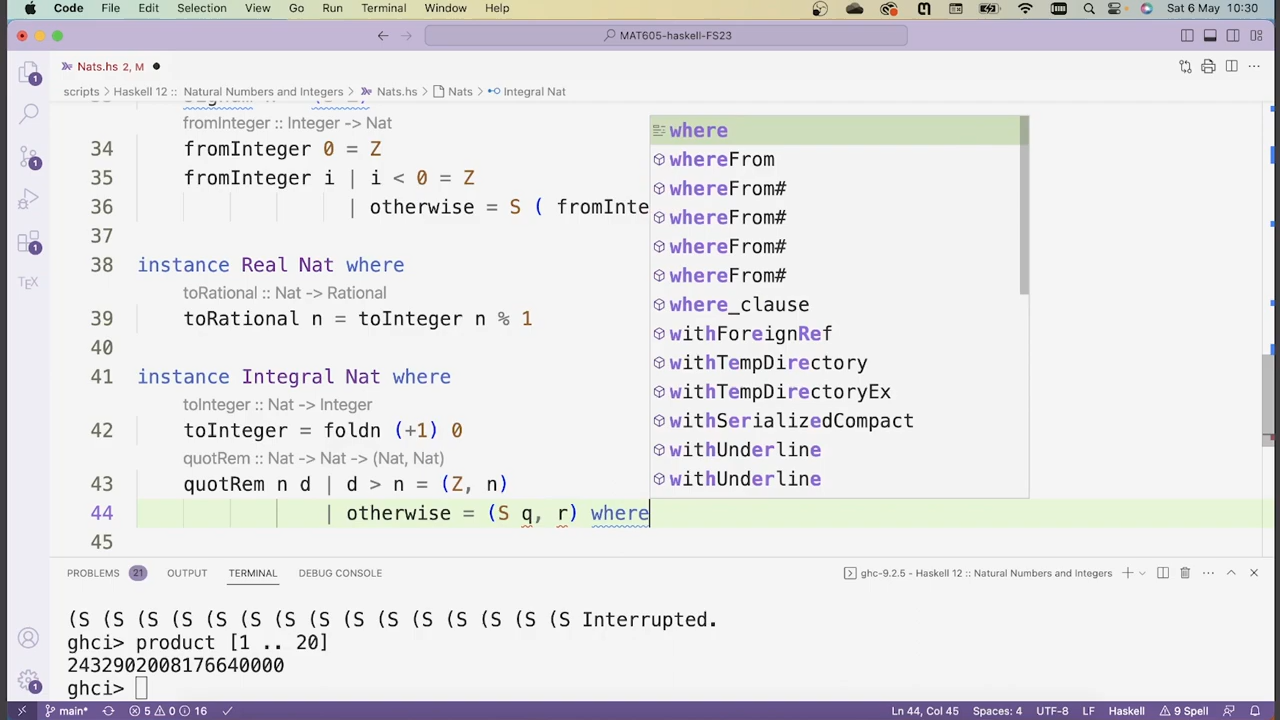 Code File Edit Selection View Go Run Terminal Window Help Sat 6 May 10:30
MAT605-haskell-FS23
Nats.hs 2, M
scripts > Haskell 12 :: Natural Numbers and Integers > Nats.hs > Nats > Integral Nat
fromInteger :: Integer -> Nat
34 fromInteger 0 = Z
35 fromInteger i | i < 0 = Z
36 | otherwise = S ( fromInte
37
38 instance Real Nat where
toRational :: Nat -> Rational
39 toRational n = toInteger n % 1
40
41 instance Integral Nat where
toInteger :: Nat -> Integer
42 toInteger = foldn (+1) 0
quotRem :: Nat -> Nat -> (Nat, Nat)
43 quotRem n d | d > n = (Z, n)
44 | otherwise = (S q, r) where
45
where
whereFrom
whereFrom#
whereFrom#
whereFrom#
whereFrom#
where_clause
withForeignRef
withTempDirectory
withTempDirectoryEx
withSerializedCompact
withUnderline
withUnderline
PROBLEMS 21 OUTPUT TERMINAL DEBUG CONSOLE ghc-9.2.5 - Haskell 12 :: Natural Numbers and Integers
(S (S (S (S (S (S (S (S (S (S (S (S (S (S (S Interrupted.
ghci> product [1 .. 20]
2432902008176640000
ghci>
main* 5 0 16 Ln 44, Col 45 Spaces: 4 UTF-8 LF Haskell 9 Spell